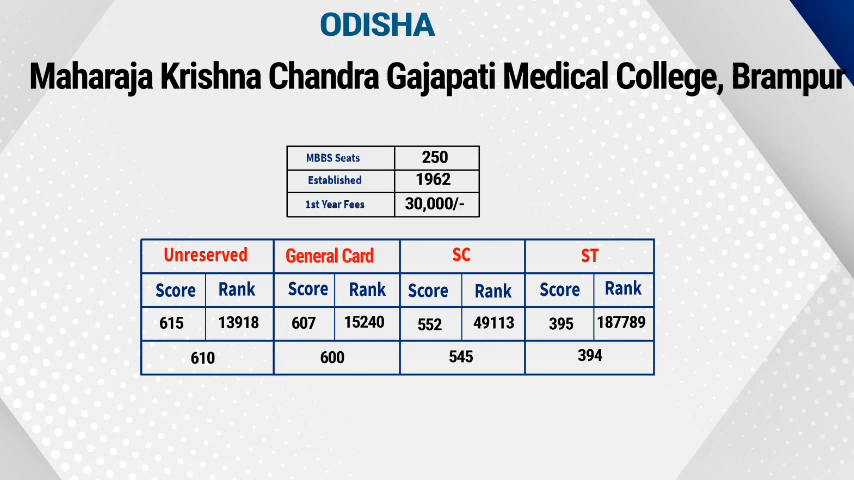 ODISHA
Maharaja Krishna Chandra Gajapati Medical College, Brampur
MBBS Seats 250
Established 1962
1st Year Fees 30,000/-
Unreserved General Card SC ST
Score Rank Score Rank Score Rank Score Rank
615 13918 607 15240 552 49113 395 187789
610 600 545 394